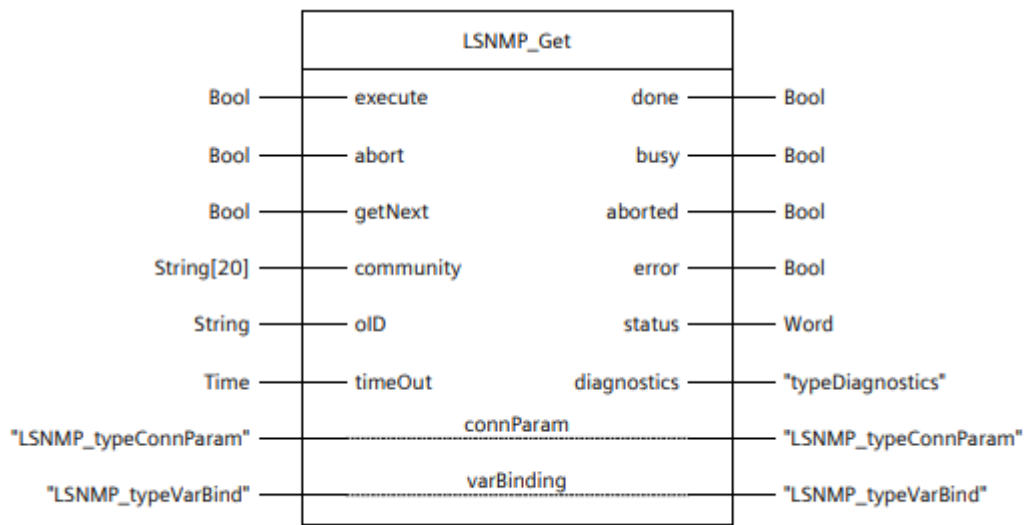 LSNMP_Get
Bool execute done Bool
Bool abort busy Bool
Bool getNext aborted Bool
String[20] community error Bool
String oID status Word
Time timeOut diagnostics "typeDiagnostics"
"LSNMP_typeConnParam" connParam "LSNMP_typeConnParam"
"LSNMP_typeVarBind" varBinding "LSNMP_typeVarBind"